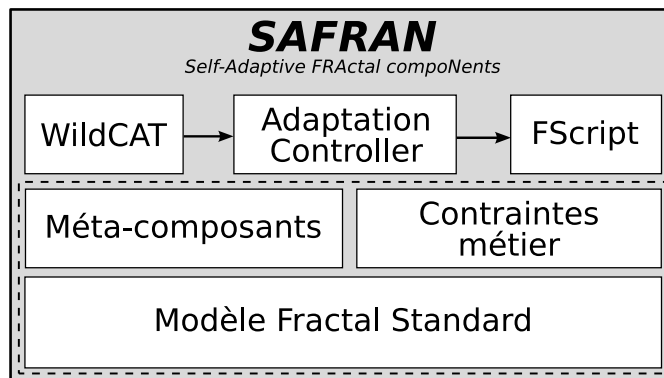 SAFRAN
Self-Adaptive FRActal compoNents
WildCAT
Adaptation
Controller
FScript
Méta-composants
Contraintes
métier
Modèle Fractal Standard